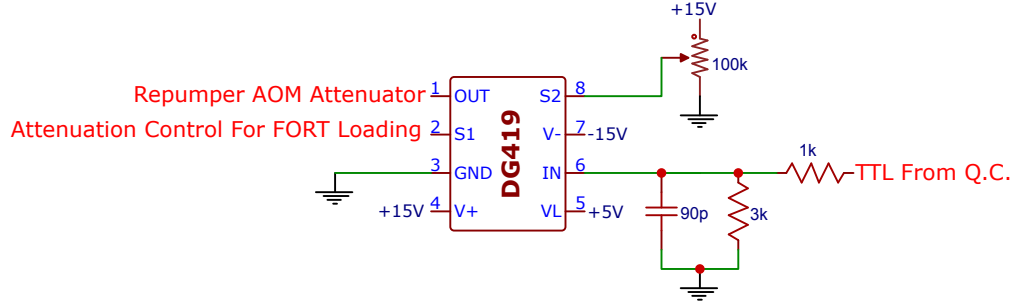 +15V
100k
Repumper AOM Attenuator 1 OUT S2 8
Attenuation Control For FORT Loading 2 S1 V- 7 -15V
DG419
3 GND IN 6 1k TTL From Q.C.
+15V 4 V+ VL 5 +5V 90p 3k